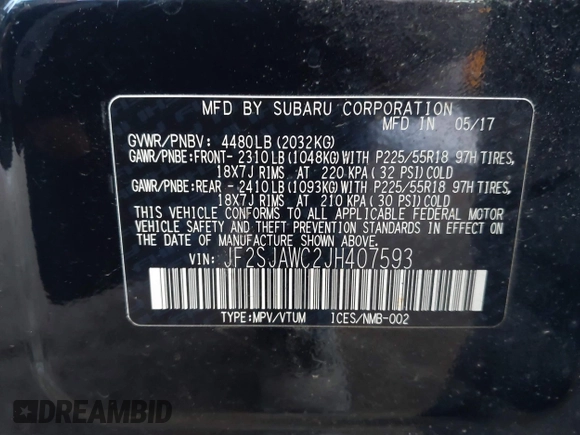 MFD BY SUBARU CORPORATION
MFD IN 05/17
GVWR/PNBV: 4480LB (2032KG)
GAWR/PNBE:FRONT- 2310LB(1048KG)WITH P225/55R18 97H TIRES,
18X7J RIMS AT 220 KPA (32 PSI)COLD
GAWR/PNBE:REAR - 2410LB(1093KG)WITH P225/55R18 97H TIRES,
18X7J RIMS AT 210 KPA (30 PSI)COLD
THIS VEHICLE CONFORMS TO ALL APPLICABLE FEDERAL MOTOR
VEHICLE SAFETY AND THEFT PREVENTION STANDARDS IN EFFECT
ON THE DATE OF MANUFACTURE SHOWN ABOVE.
VIN: JF2SJAWC2JH407593
TYPE:MPV/VTUM ICES/NMB-002
DREAMBID